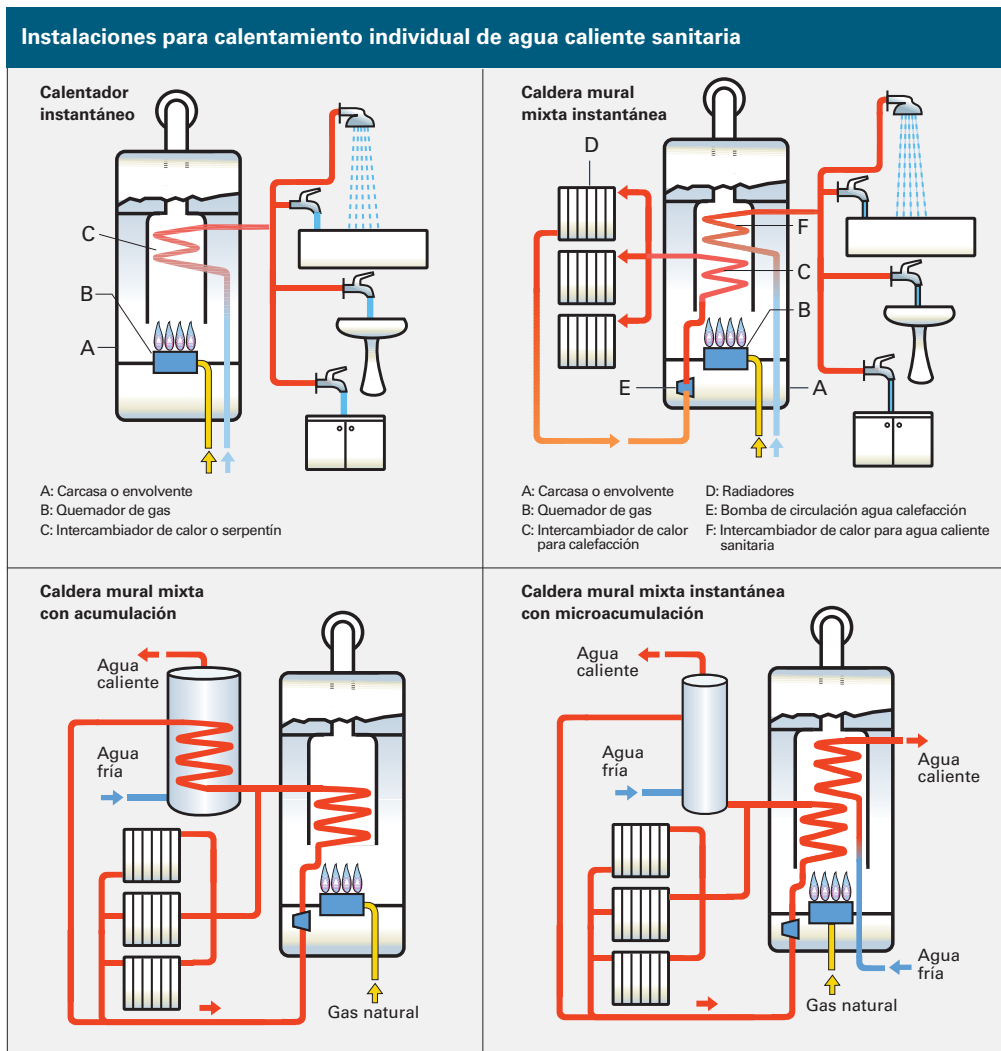 Instalaciones para calentamiento individual de agua caliente sanitaria
Calentador
instantáneo
C
B
A
A: Carcasa o envolvente
B: Quemador de gas
C: Intercambiador de calor o serpentín
Caldera mural
mixta instantánea
D
F
C
B
E
A
A: Carcasa o envolvente
B: Quemador de gas
C: Intercambiador de calor
para calefacción
D: Radiadores
E: Bomba de circulación agua calefacción
F: Intercambiador de calor para agua caliente
sanitaria
Caldera mural mixta
con acumulación
Agua
caliente
Agua
fría
Gas natural
Caldera mural mixta instantánea
con microacumulación
Agua
caliente
Agua
fría
Agua
caliente
Agua
fría
Gas natural